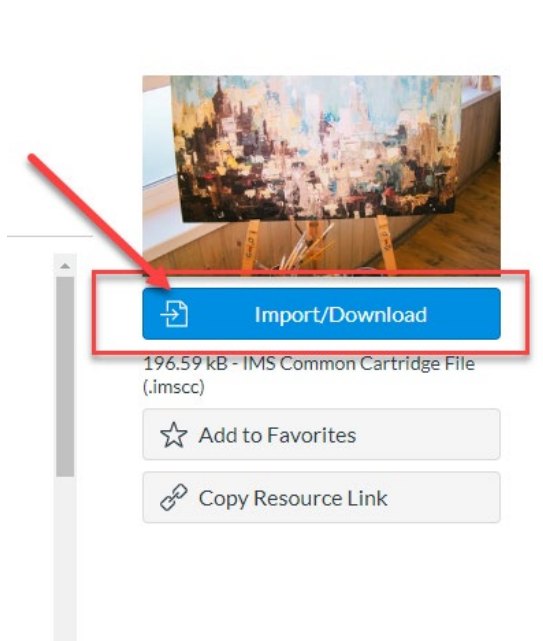 Import/Download
196.59 kB - IMS Common Cartridge File
(.imscc)
Add to Favorites
Copy Resource Link